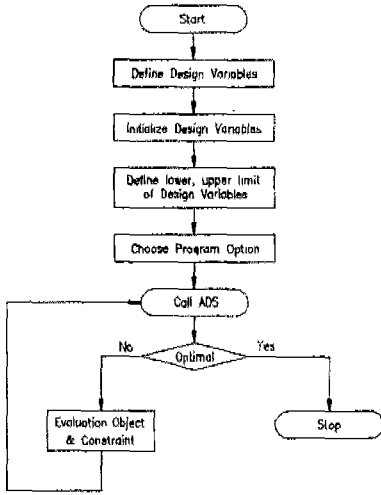 Start
Define Design Variables
Initialize Design Variables
Define lower, upper limit
of Design Variables
Choose Program Option
Call ADS
No
Optimal
Yes
Evaluation Object
& Constraint
Stop